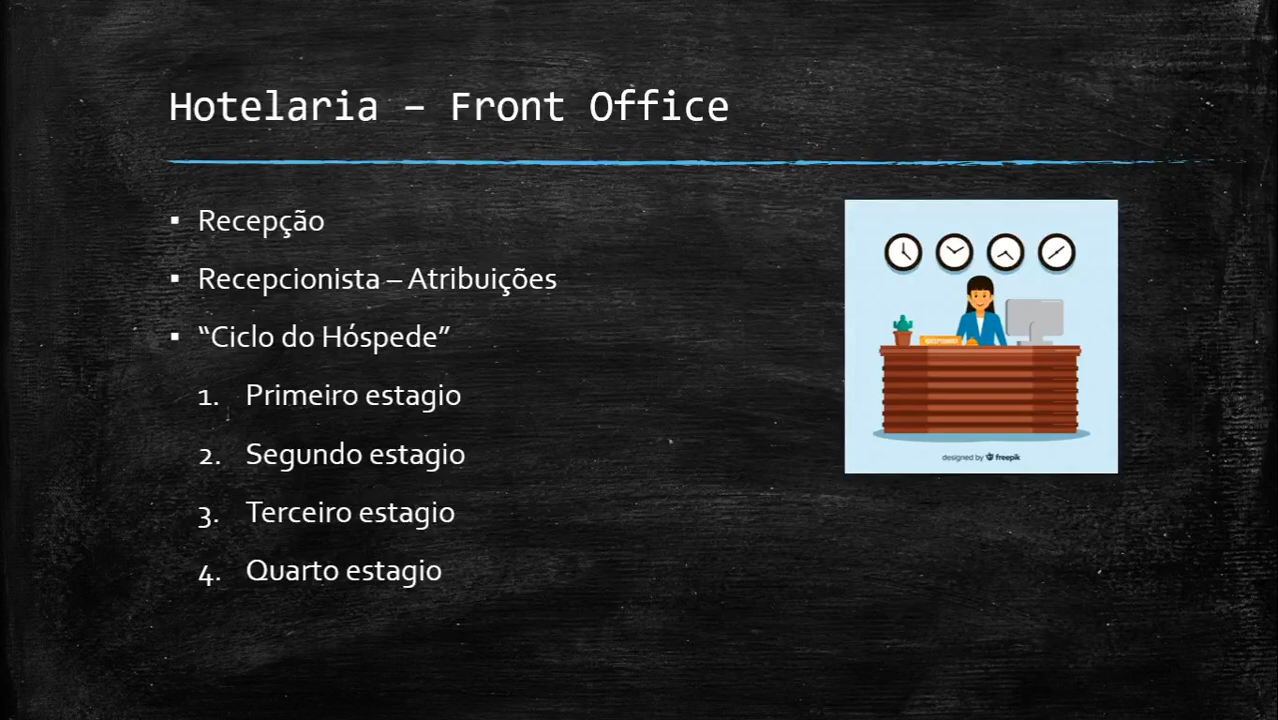 Hotelaria – Front Office
▪ Recepção
▪ Recepcionista – Atribuições
▪ “Ciclo do Hóspede”
1. Primeiro estagio
2. Segundo estagio
3. Terceiro estagio
4. Quarto estagio
designed by freepik